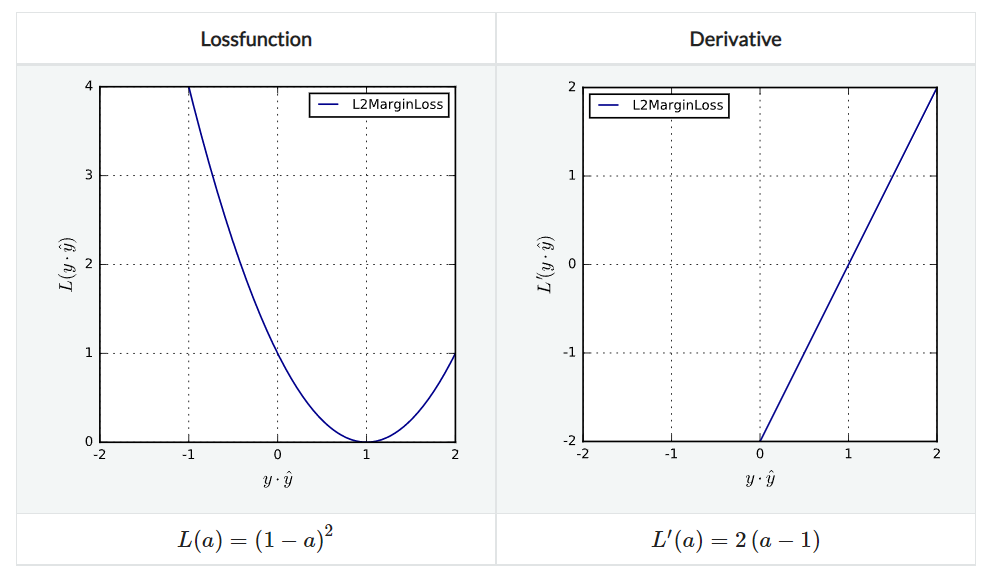 Lossfunction
Derivative
L2MarginLoss
4
3
2
1
0
-2 -1 0 1 2
L(y · ŷ)
y · ŷ
L2MarginLoss
2
1
0
-1
-2
-2 -1 0 1 2
L'(y · ŷ)
y · ŷ
L(a) = (1 − a)²
L′(a) = 2 (a − 1)